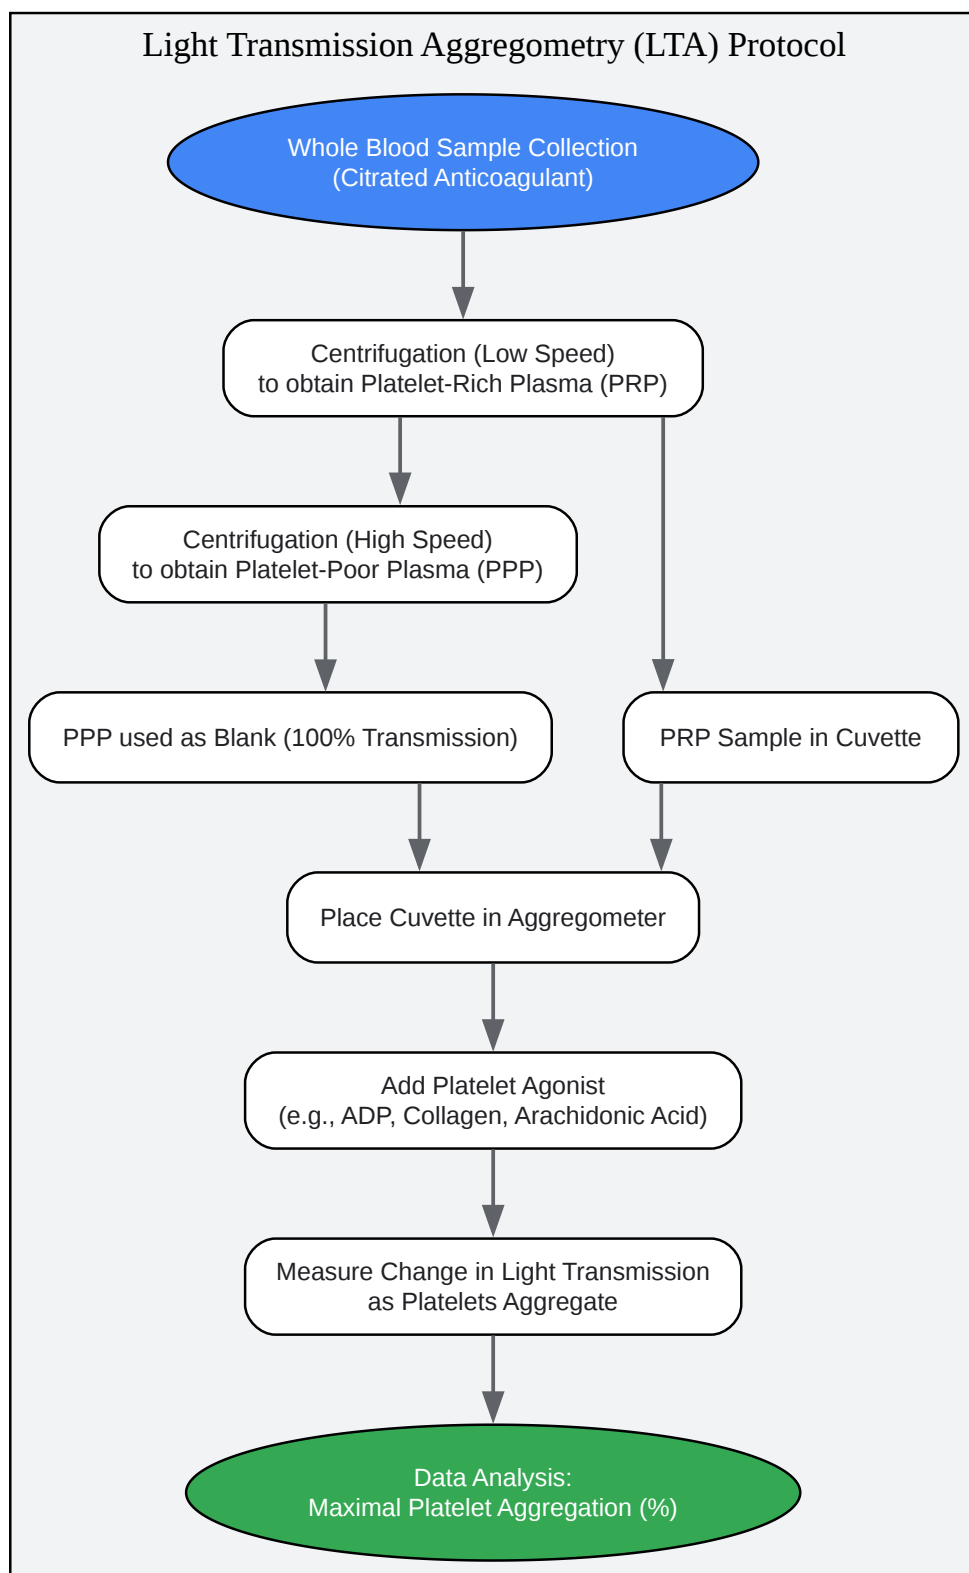 Light Transmission Aggregometry (LTA) Protocol
Whole Blood Sample Collection
(Citrated Anticoagulant)
Centrifugation (Low Speed)
to obtain Platelet-Rich Plasma (PRP)
Centrifugation (High Speed)
to obtain Platelet-Poor Plasma (PPP)
PPP used as Blank (100% Transmission)
PRP Sample in Cuvette
Place Cuvette in Aggregometer
Add Platelet Agonist
(e.g., ADP, Collagen, Arachidonic Acid)
Measure Change in Light Transmission
as Platelets Aggregate
Data Analysis:
Maximal Platelet Aggregation (%)